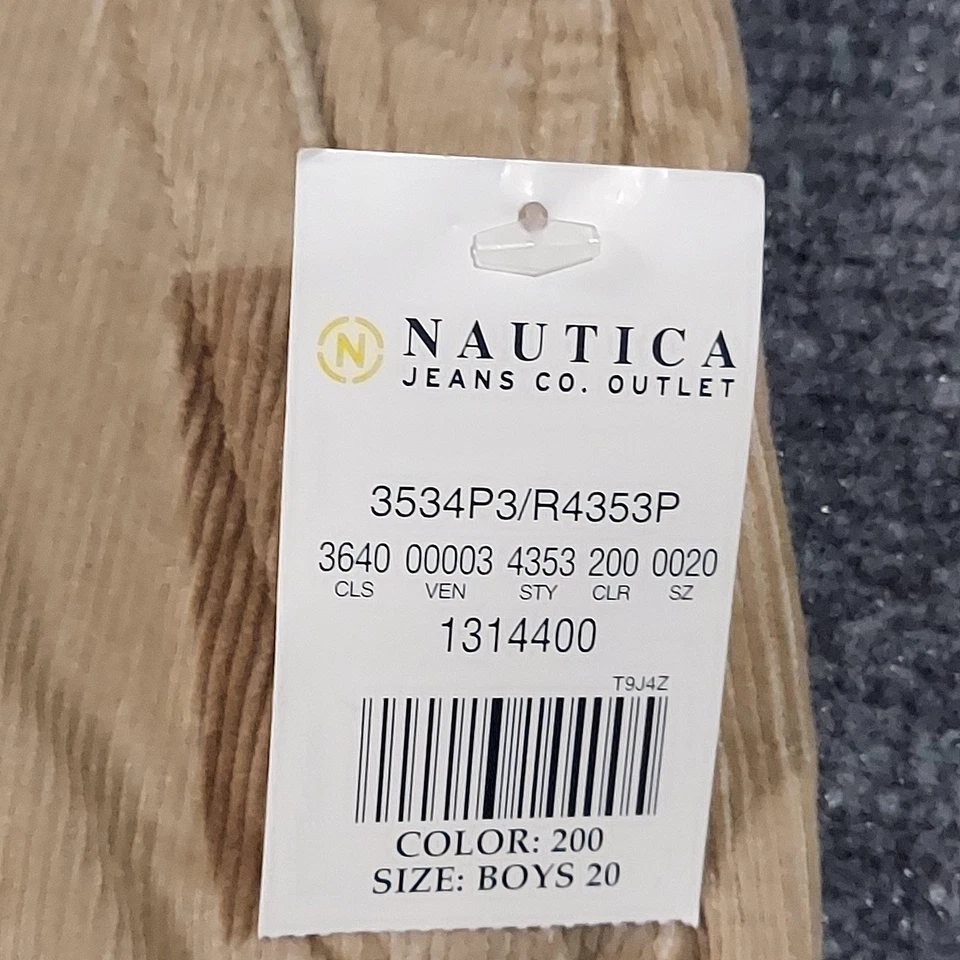 N NAUTICA
JEANS CO. OUTLET
3534P3/R4353P
3640 00003 4353 200 0020
CLS VEN STY CLR SZ
1314400
T9J4Z
COLOR: 200
SIZE: BOYS 20